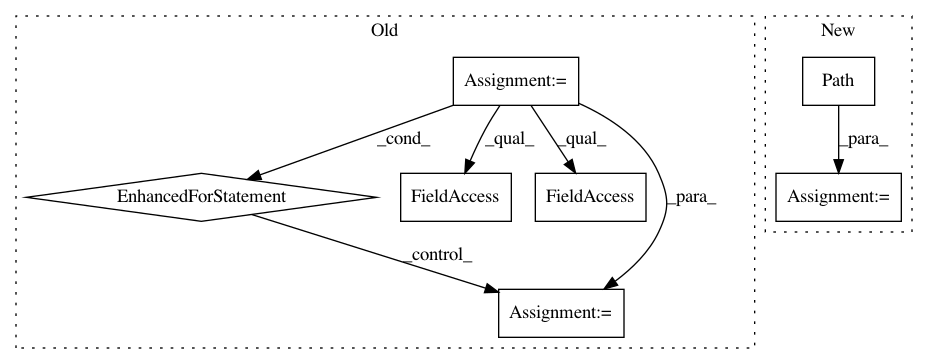 Old
New
Assignment:=
Path
_cond_
_qual_
_qual_
_para_
EnhancedForStatement
FieldAccess
FieldAccess
_para_
Assignment:=
_control_
Assignment:=